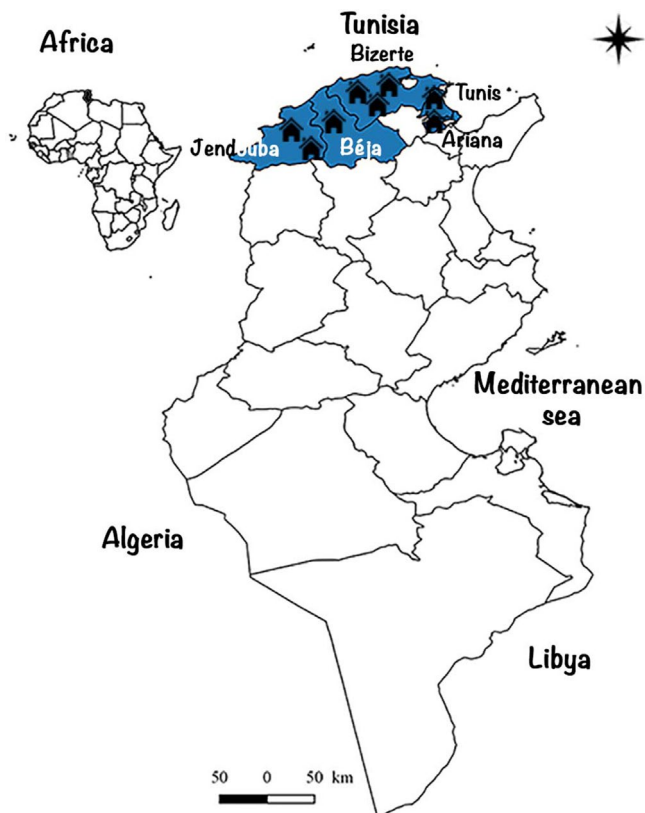 Africa
Tunisia
Bizerte
Tunis
Ariana
Jendouba
Béja
Mediterranean
sea
Algeria
Libya
50 0 50 km